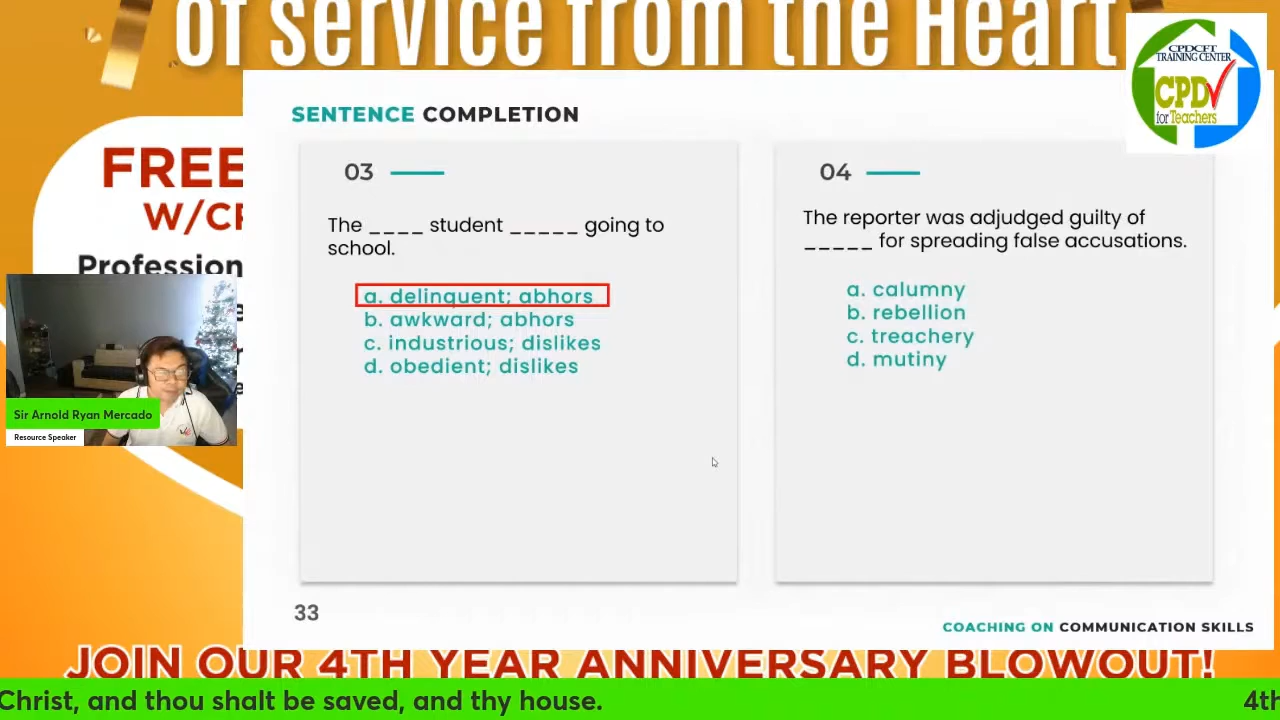 of service from the Heart
CPDCFT
TRAINING CENTER
CPD
for Teachers
SENTENCE COMPLETION
FREE
W/CP
Profession
03
The ____ student _____ going to
school.
a. delinquent; abhors
b. awkward; abhors
c. industrious; dislikes
d. obedient; dislikes
04
The reporter was adjudged guilty of
_____ for spreading false accusations.
a. calumny
b. rebellion
c. treachery
d. mutiny
Sir Arnold Ryan Mercado
Resource Speaker
33
COACHING ON COMMUNICATION SKILLS
JOIN OUR 4TH YEAR ANNIVERSARY BLOWOUT!
Christ, and thou shalt be saved, and thy house.
4th